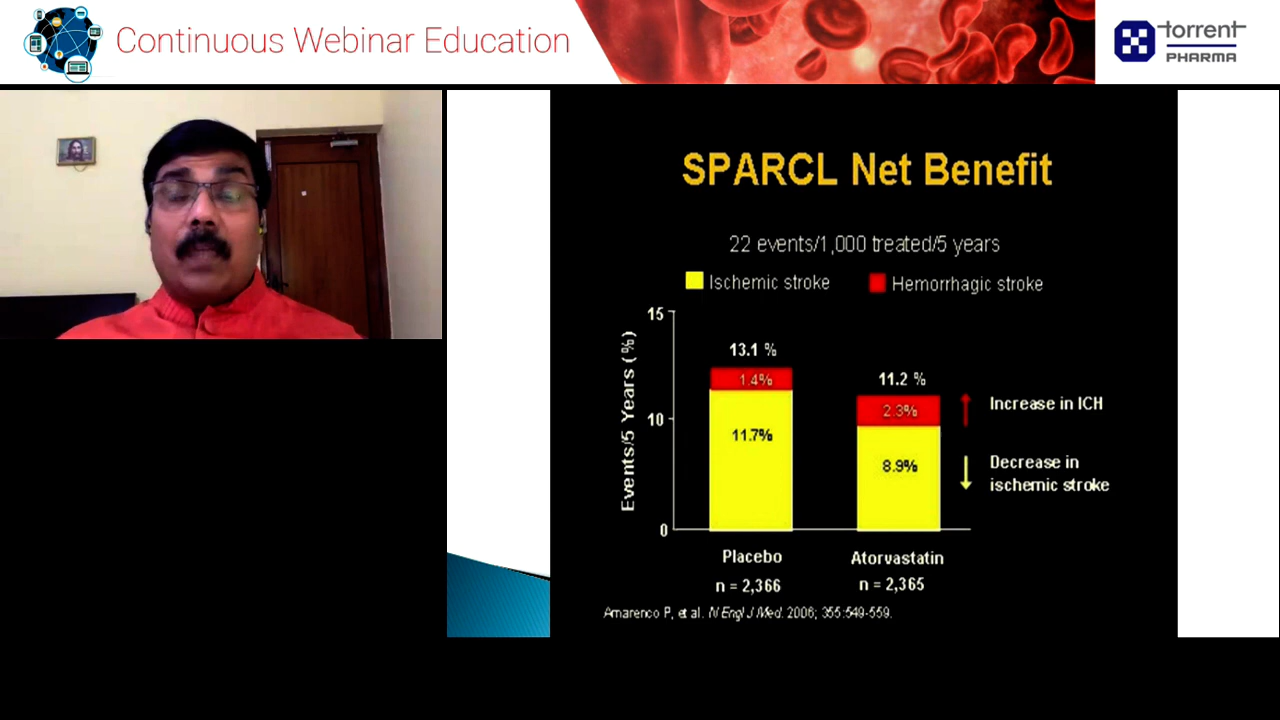 Continuous Webinar Education
torrent
PHARMA
SPARCL Net Benefit
22 events/1,000 treated/5 years
Ischemic stroke
Hemorrhagic stroke
Events/5 Years (%)
15
10
0
13.1 %
1.4%
11.7%
11.2 %
2.3%
8.9%
Increase in ICH
Decrease in
ischemic stroke
Placebo
n = 2,366
Atorvastatin
n = 2,365
Amarenco P, et al. N Engl J Med. 2006; 355:549-559.